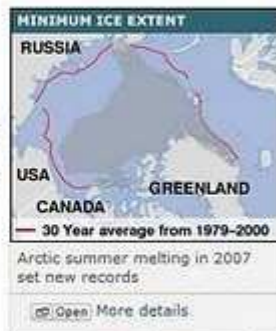 MINIMUM ICE EXTENT
RUSSIA
USA
GREENLAND
CANADA
30 Year average from 1979-2000
Arctic summer melting in 2007
set new records
Open More details